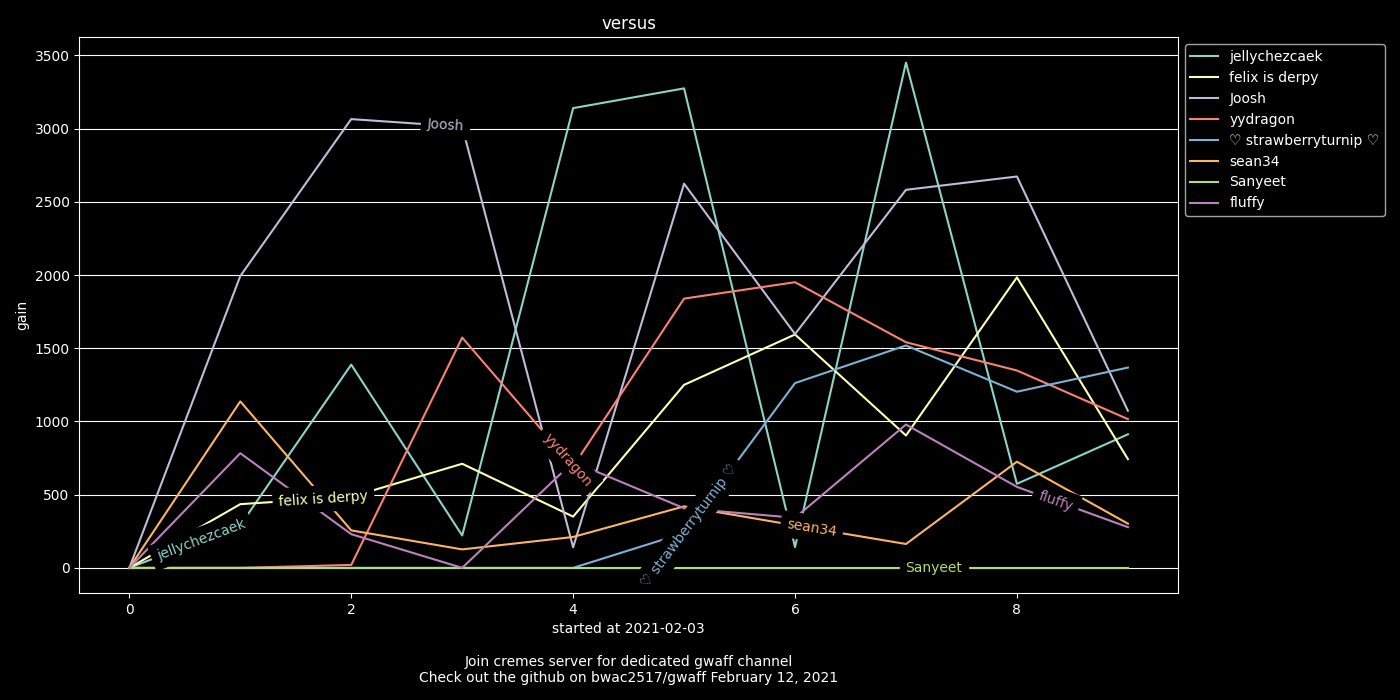 versus
3500
3000
2500
2000
1500
1000
500
0
gain
0 2 4 6 8
started at 2021-02-03
Joosh
yydragon
felix is derpy
jellychezcaek
♡ strawberryturnip ♡
sean34
fluffy
Sanyeet
jellychezcaek
felix is derpy
Joosh
yydragon
♡ strawberryturnip ♡
sean34
Sanyeet
fluffy
Join cremes server for dedicated gwaff channel
Check out the github on bwac2517/gwaff February 12, 2021